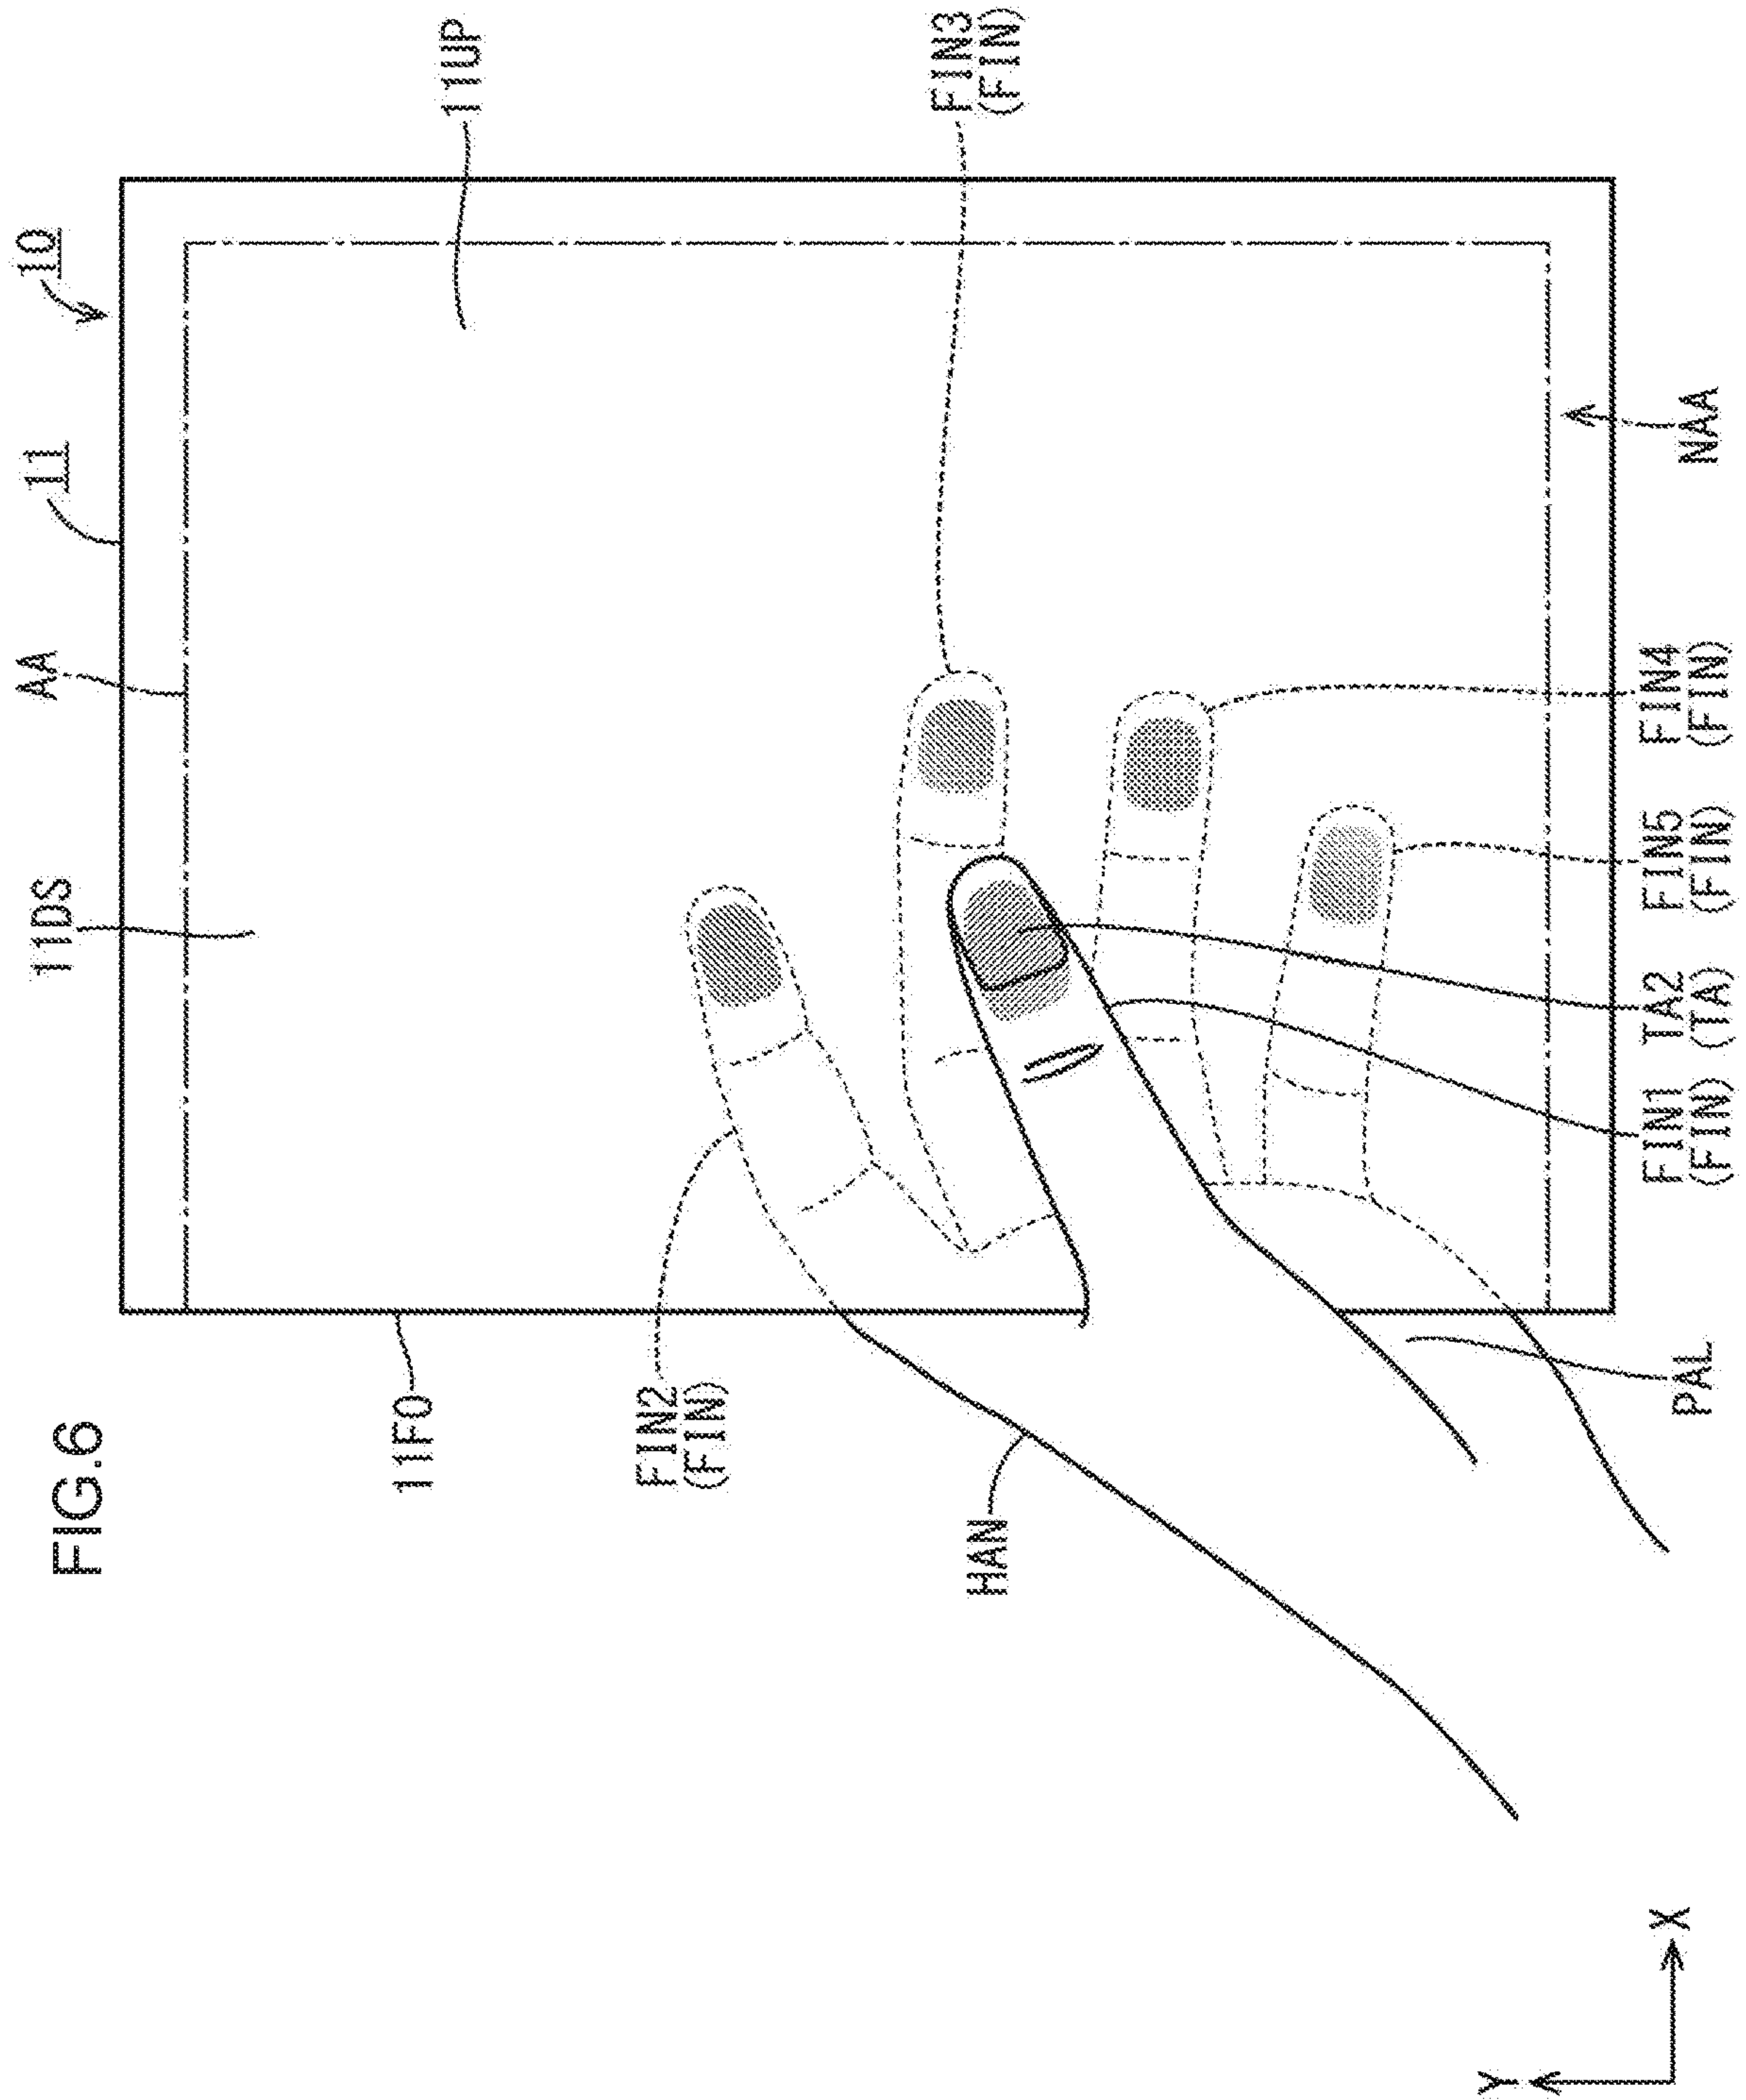 FIG.6
10
11
AA
11DS
11UP
FIN3
(FIN)
11F0
FIN2
(FIN)
HAN
NAA
FIN4
(FIN)
FIN5
(FIN)
TA2
(TA)
FIN1
(FIN)
PAL
X
Y